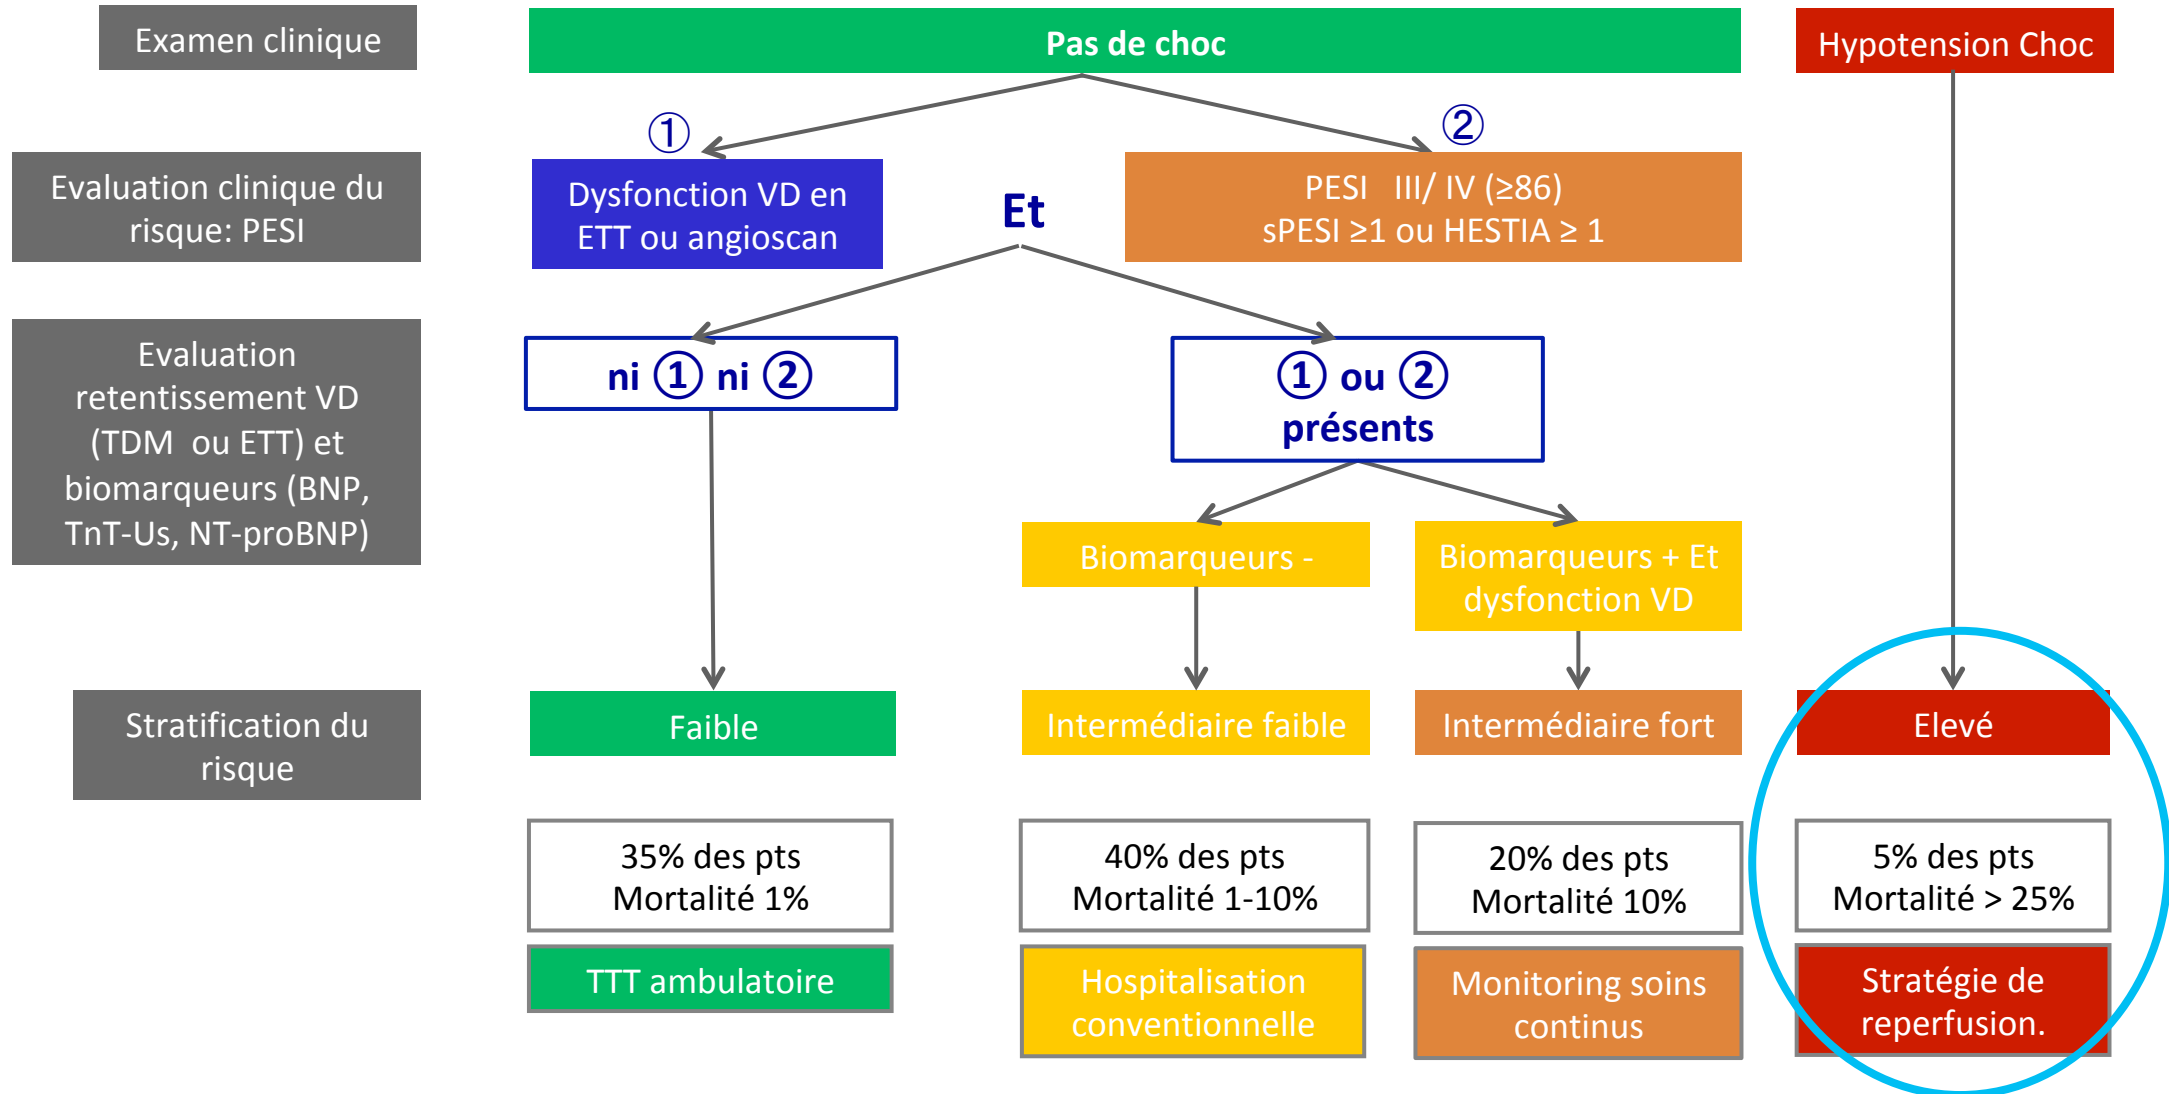 Examen clinique
Pas de choc
Hypotension Choc
①
②
Evaluation clinique du
risque: PESI
Dysfonction VD en
ETT ou angioscan
Et
PESI III/ IV (≥86)
sPESI ≥1 ou HESTIA ≥ 1
Evaluation
retentissement VD
(TDM ou ETT) et
biomarqueurs (BNP,
TnT-Us, NT-proBNP)
ni ① ni ②
① ou ②
présents
Biomarqueurs -
Biomarqueurs + Et
dysfonction VD
Stratification du
risque
Faible
Intermédiaire faible
Intermédiaire fort
Elevé
35% des pts
Mortalité 1%
40% des pts
Mortalité 1-10%
20% des pts
Mortalité 10%
5% des pts
Mortalité > 25%
TTT ambulatoire
Hospitalisation
conventionnelle
Monitoring soins
continus
Stratégie de
reperfusion.